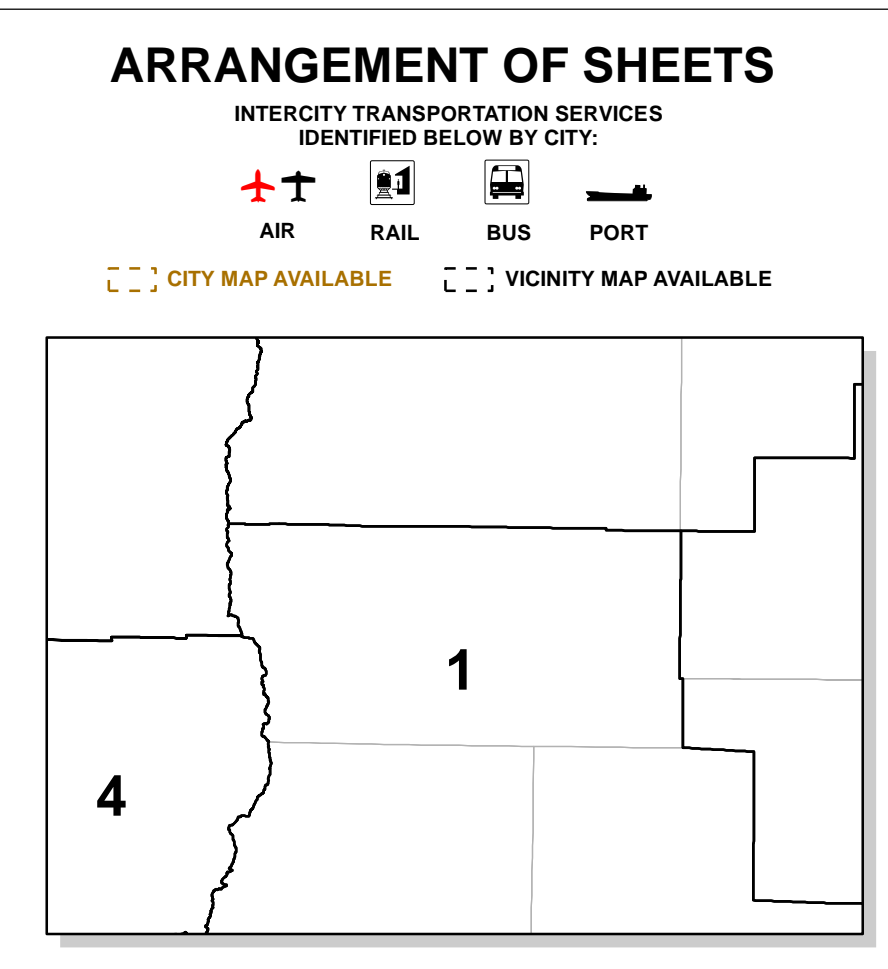 ARRANGEMENT OF SHEETS
INTERCITY TRANSPORTATION SERVICES
IDENTIFIED BELOW BY CITY:
AIR RAIL BUS PORT
CITY MAP AVAILABLE VICINITY MAP AVAILABLE
1
4